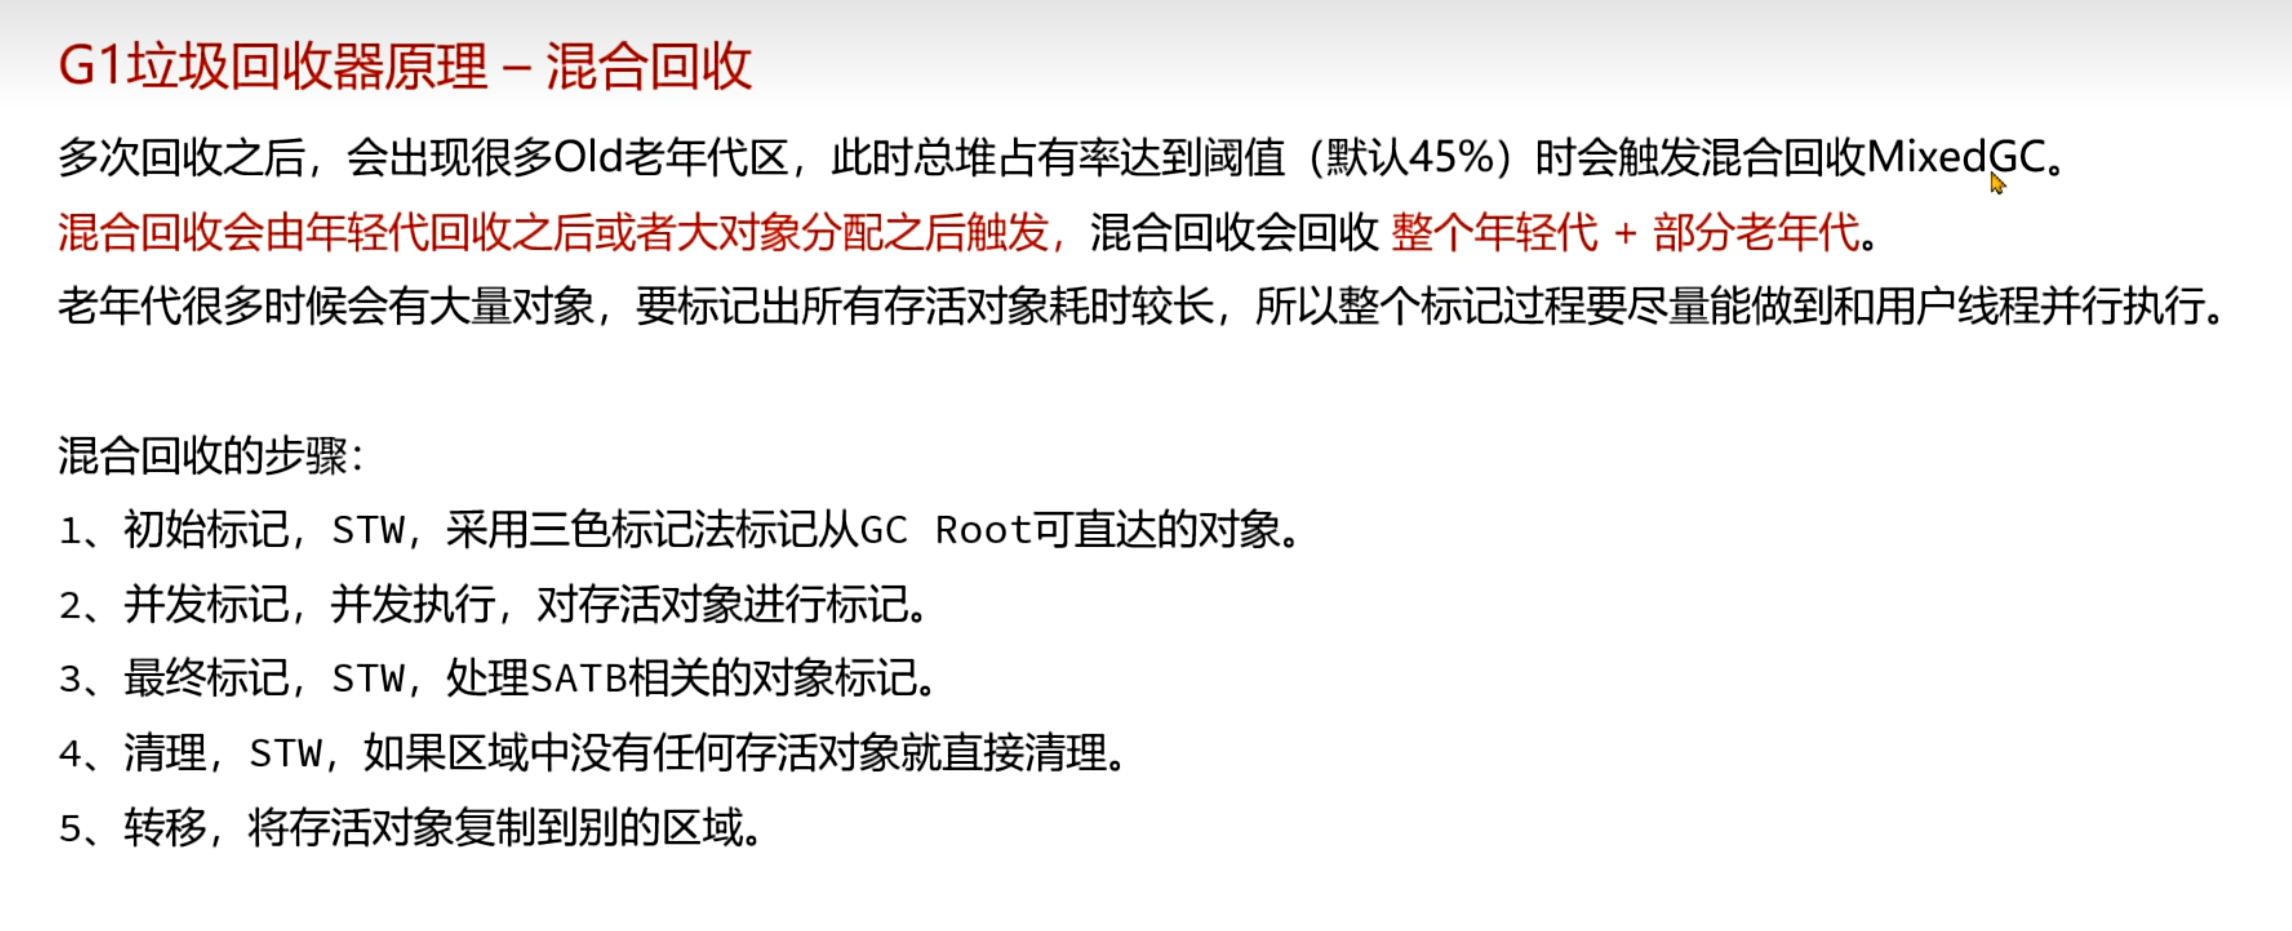 G1垃圾回收器原理 – 混合回收
多次回收之后，会出现很多Old老年代区，此时总堆占有率达到阈值（默认45%）时会触发混合回收MixedGC。
混合回收会由年轻代回收之后或者大对象分配之后触发，混合回收会回收 整个年轻代 + 部分老年代。
老年代很多时候会有大量对象，要标记出所有存活对象耗时较长，所以整个标记过程要尽量能做到和用户线程并行执行。
混合回收的步骤：
1、初始标记，STW，采用三色标记法标记从GC Root可直达的对象。
2、并发标记，并发执行，对存活对象进行标记。
3、最终标记，STW，处理SATB相关的对象标记。
4、清理，STW，如果区域中没有任何存活对象就直接清理。
5、转移，将存活对象复制到别的区域。